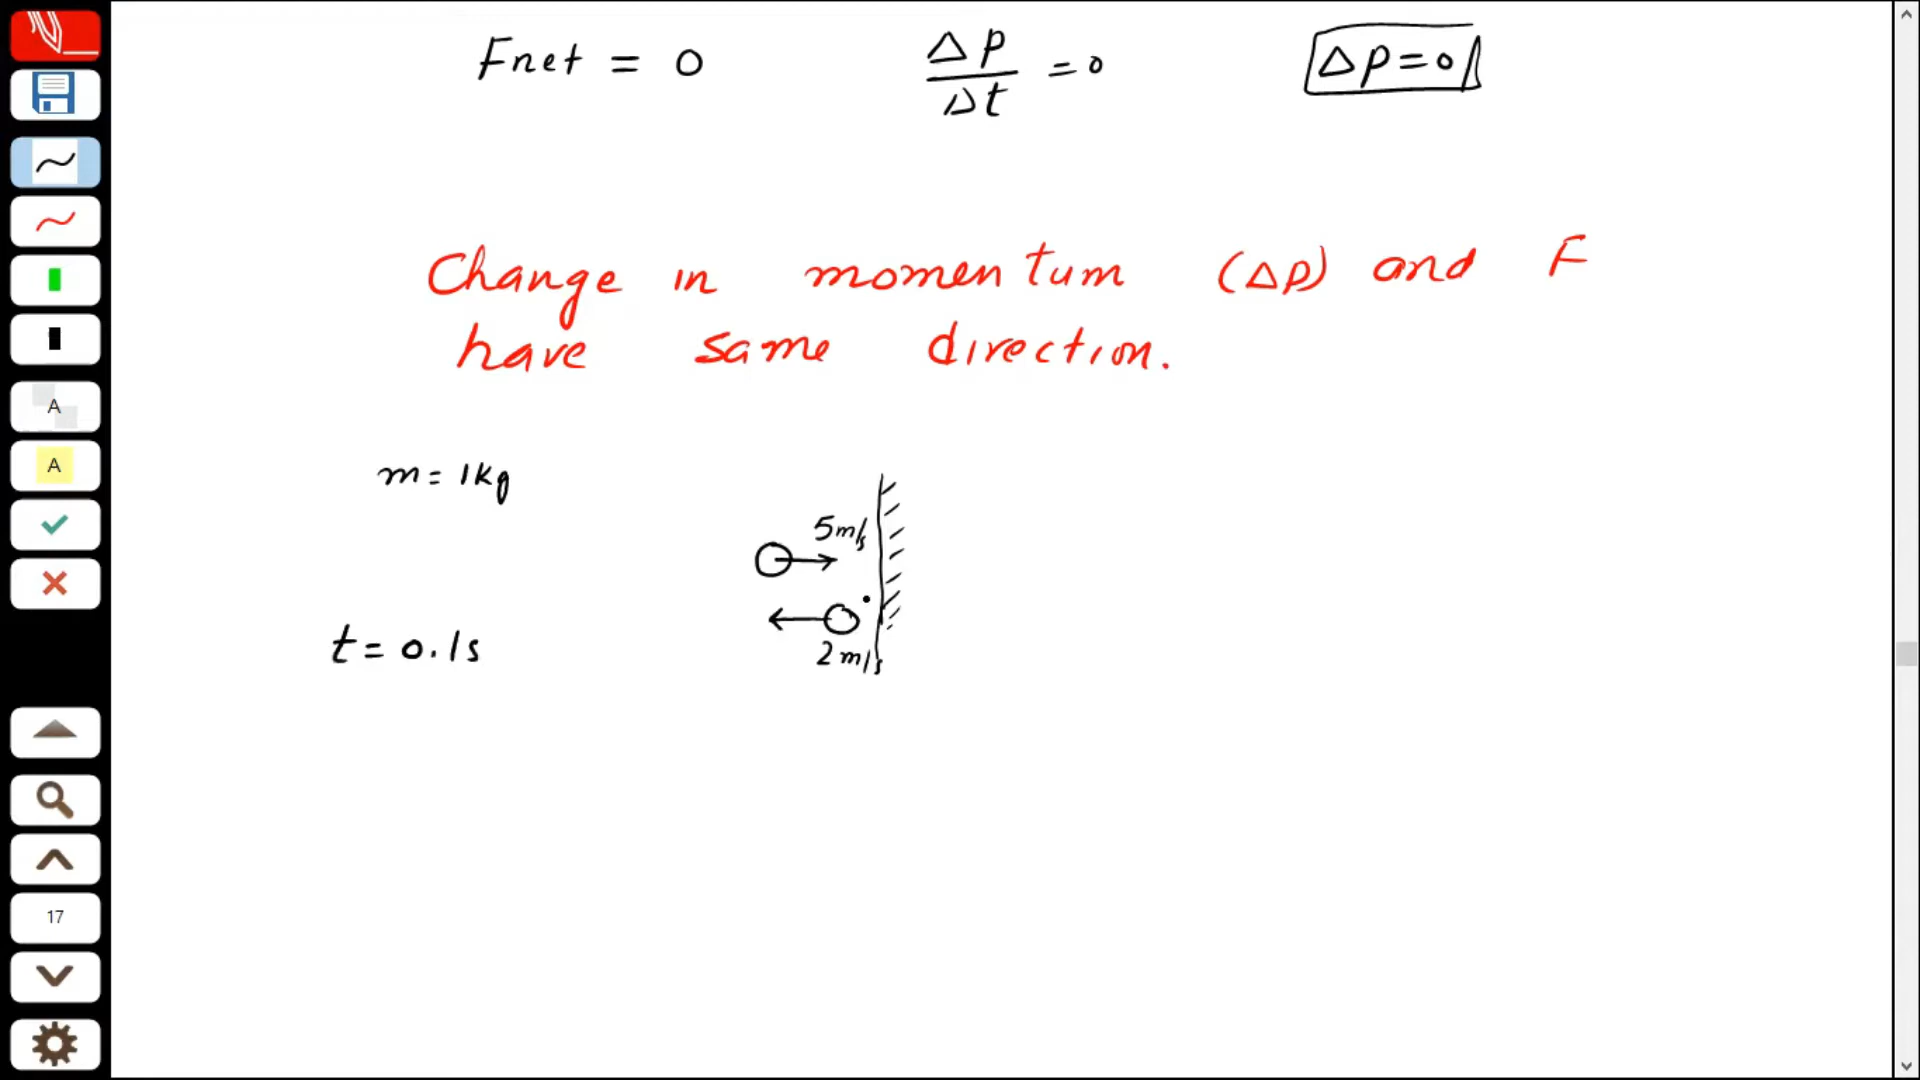 Fnet = 0
Δp/Δt = 0
Δp = 0
Change in momentum (Δp) and F
have same direction.
m = 1kg
5m/s
t = 0.1s
2m/s
A
A
17